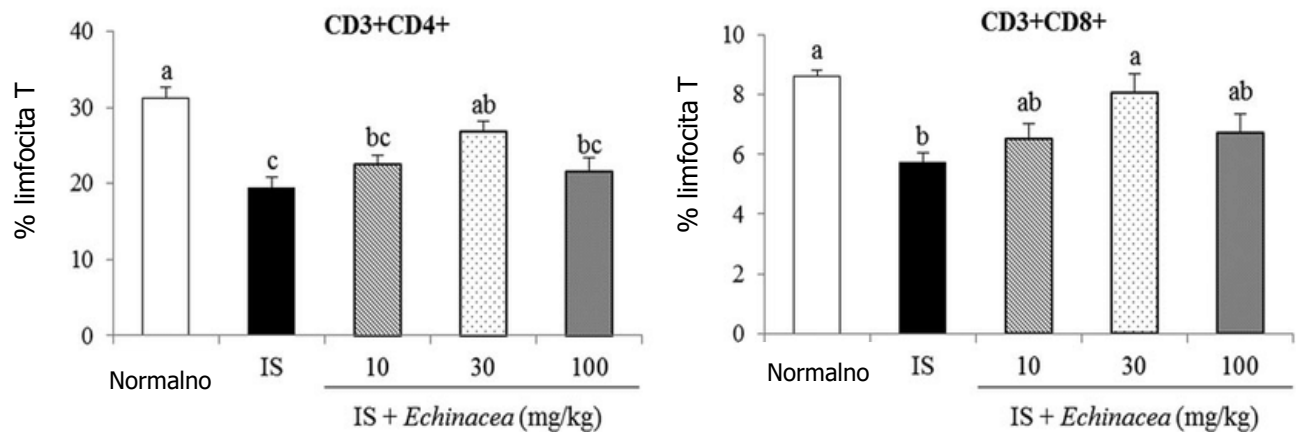 CD3+CD4+
% limfocita T
40
30
20
10
0
a
c
bc
ab
bc
Normalno
IS
10
30
100
IS + Echinacea (mg/kg)
CD3+CD8+
% limfocita T
10
8
6
4
2
0
a
b
ab
a
ab
Normalno
IS
10
30
100
IS + Echinacea (mg/kg)